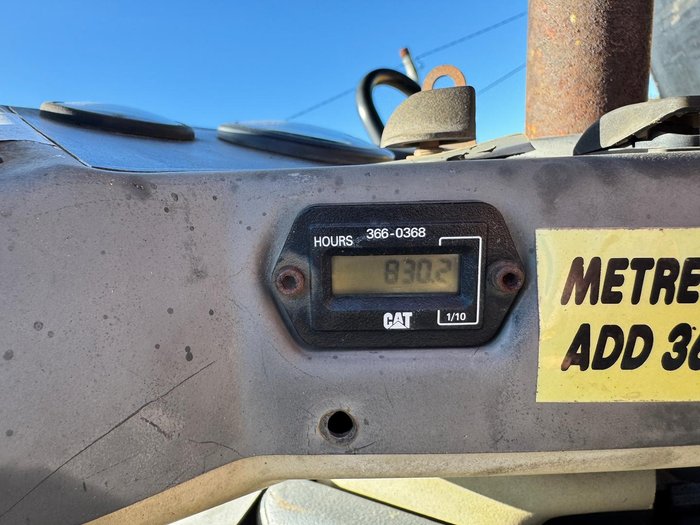 HOURS 366-0368
830.2
CAT 1/10
METRE
ADD 36